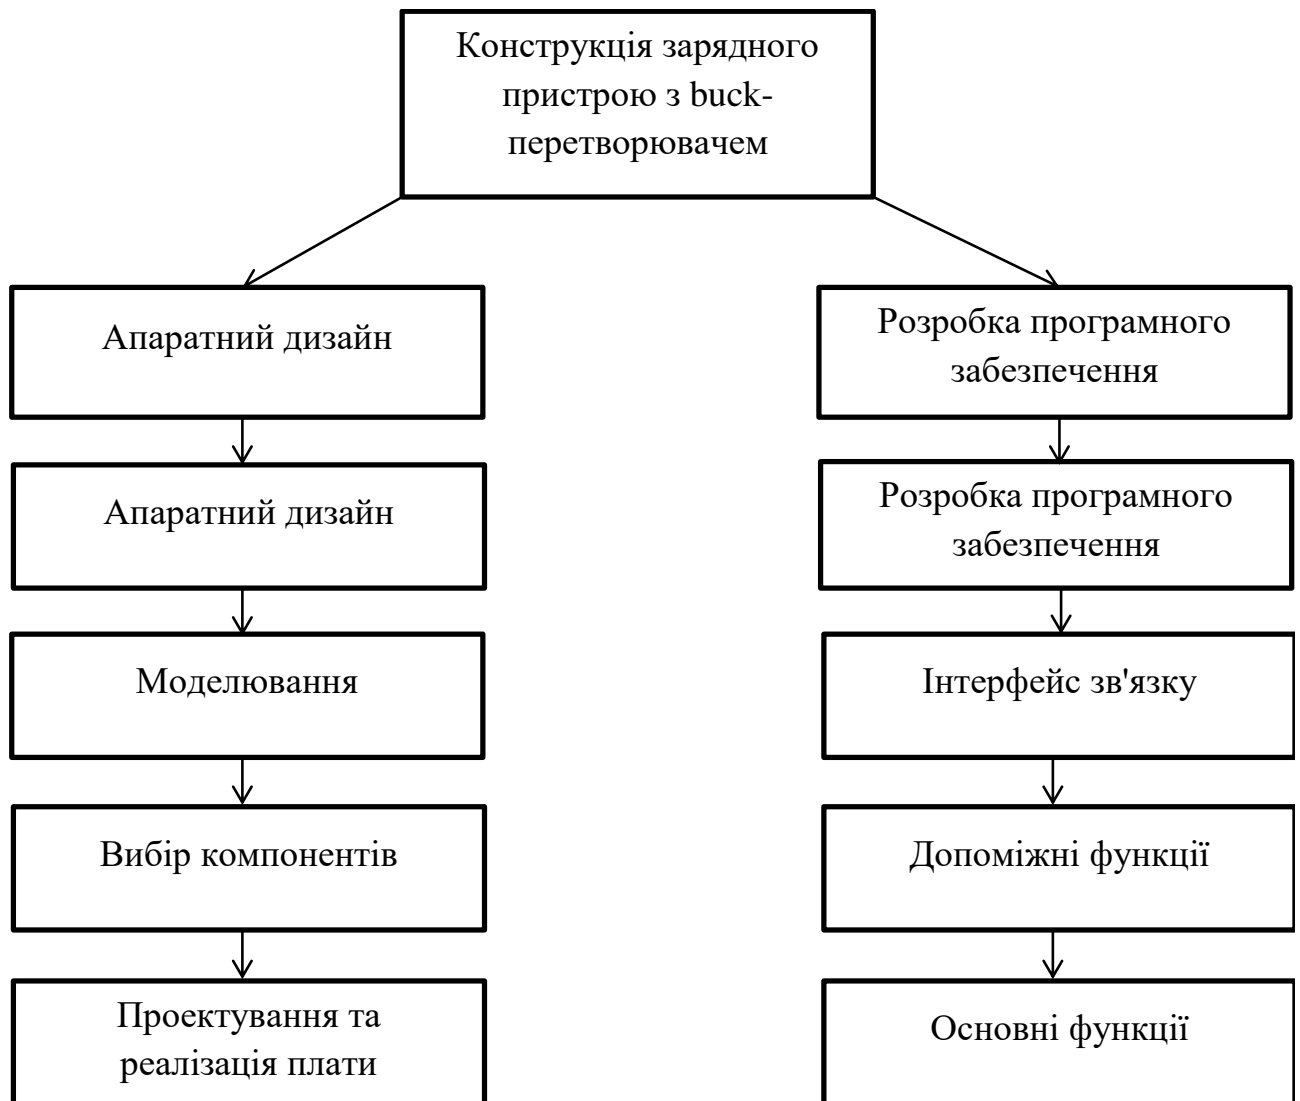 Конструкція зарядного
пристрою з buck-
перетворювачем
Апаратний дизайн
Розробка програмного
забезпечення
Апаратний дизайн
Розробка програмного
забезпечення
Моделювання
Інтерфейс зв'язку
Вибір компонентів
Допоміжні функції
Проектування та
реалізація плати
Основні функції